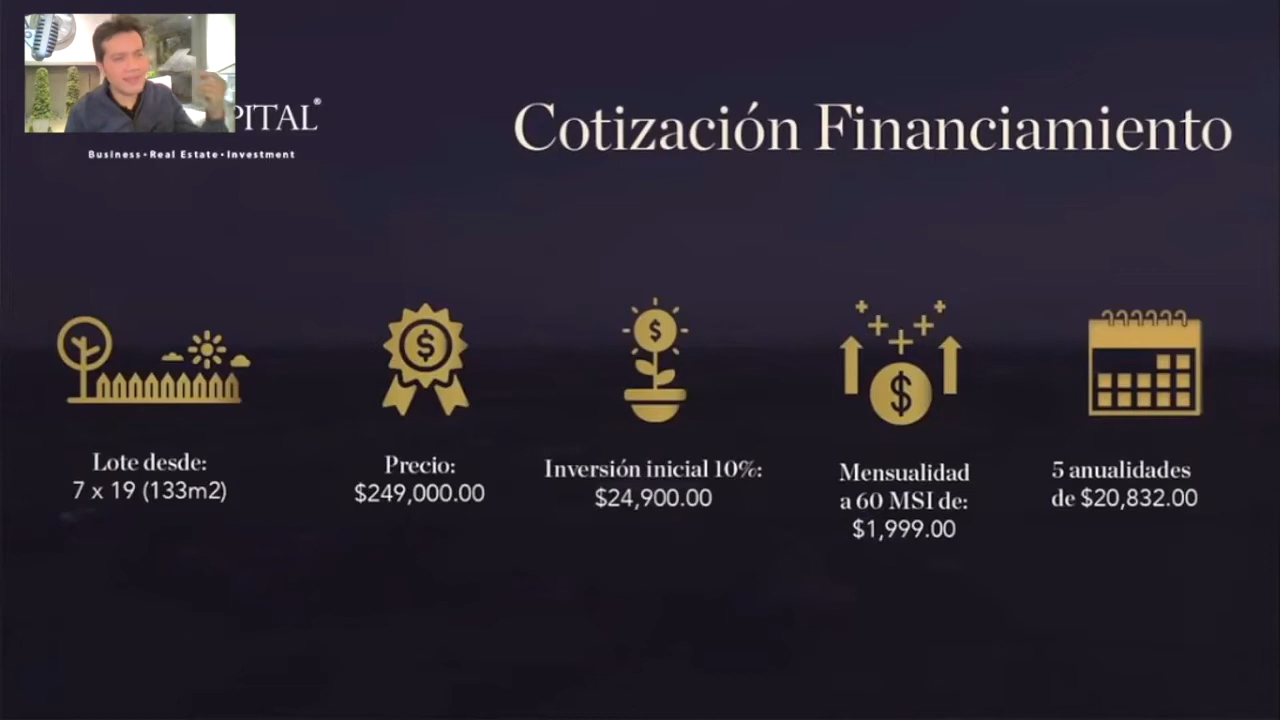 PITAL®
Business•Real Estate•Investment
Cotización Financiamiento
Lote desde:
7 x 19 (133m2)
Precio:
$249,000.00
Inversión inicial 10%:
$24,900.00
Mensualidad
a 60 MSI de:
$1,999.00
5 anualidades
de $20,832.00